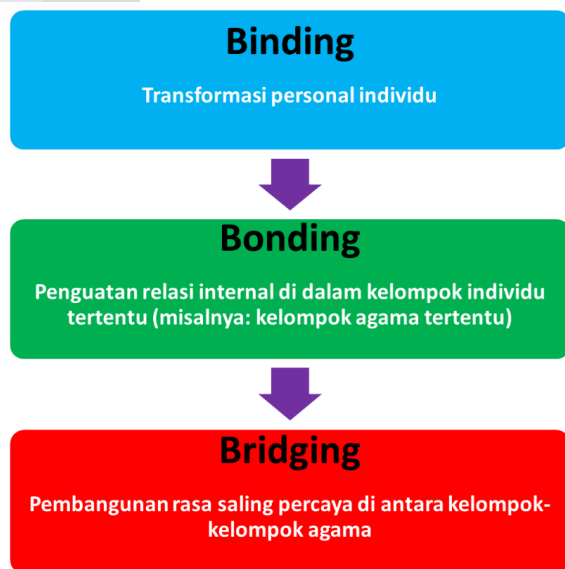 Binding
Transformasi personal individu
Bonding
Penguatan relasi internal di dalam kelompok individu
tertentu (misalnya: kelompok agama tertentu)
Bridging
Pembangunan rasa saling percaya di antara kelompok-
kelompok agama